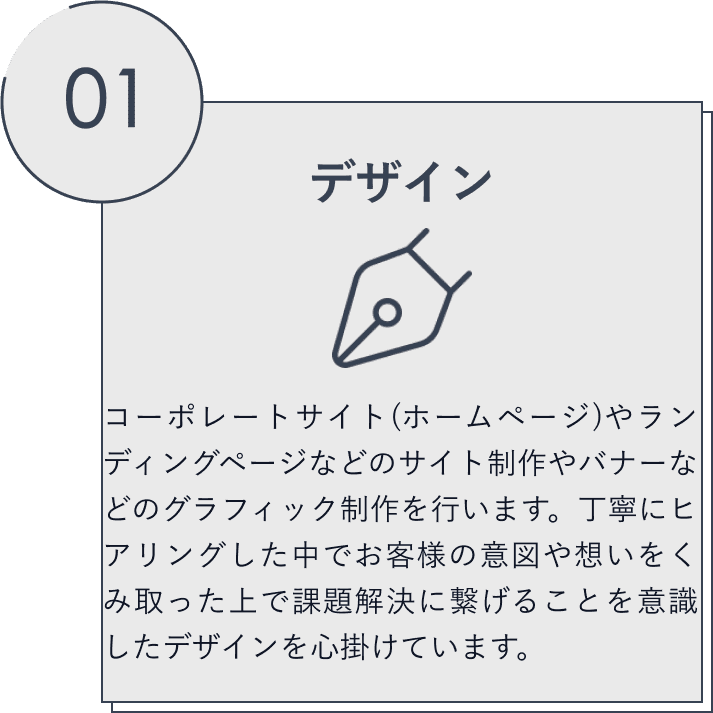 01
デザイン
コーポレートサイト(ホームページ)やラン
ディングページなどのサイト制作やバナーな
どのグラフィック制作を行います。丁寧にヒ
アリングした中でお客様の意図や想いをく
み取った上で課題解決に繋げることを意識
したデザインを心掛けています。